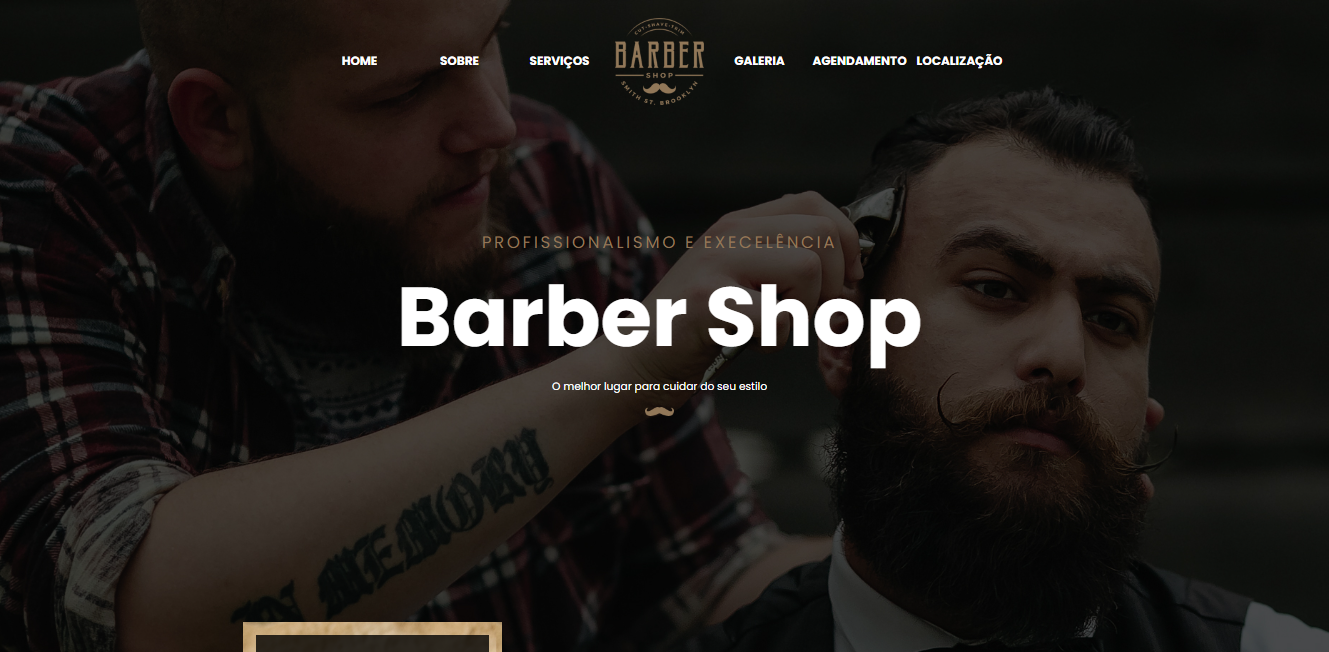 HOME SOBRE SERVIÇOS GALERIA AGENDAMENTO LOCALIZAÇÃO
CUT·SHAVE·TRIM
BARBER
SHOP
SMITH ST. BROOKLYN
PROFISSIONALISMO E EXECELÊNCIA
Barber Shop
O melhor lugar para cuidar do seu estilo
IN MEMORY